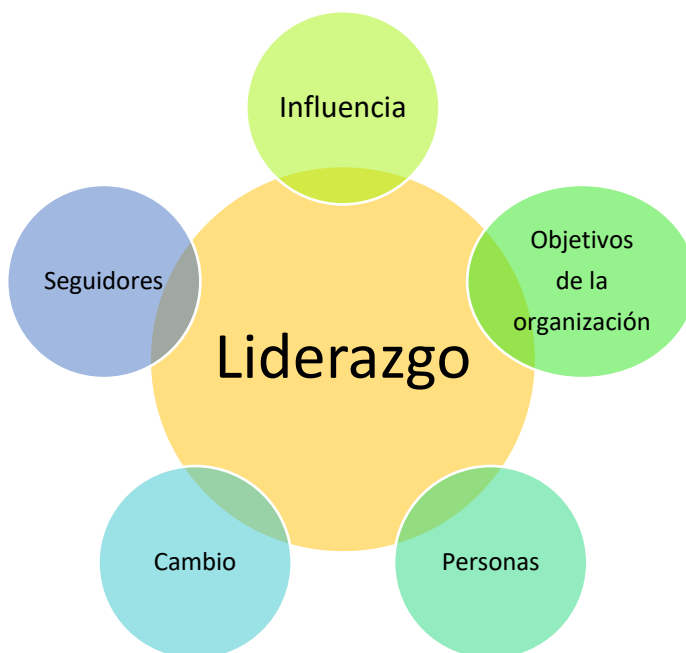 Influencia
Seguidores
Objetivos
de la
organización
Liderazgo
Cambio
Personas